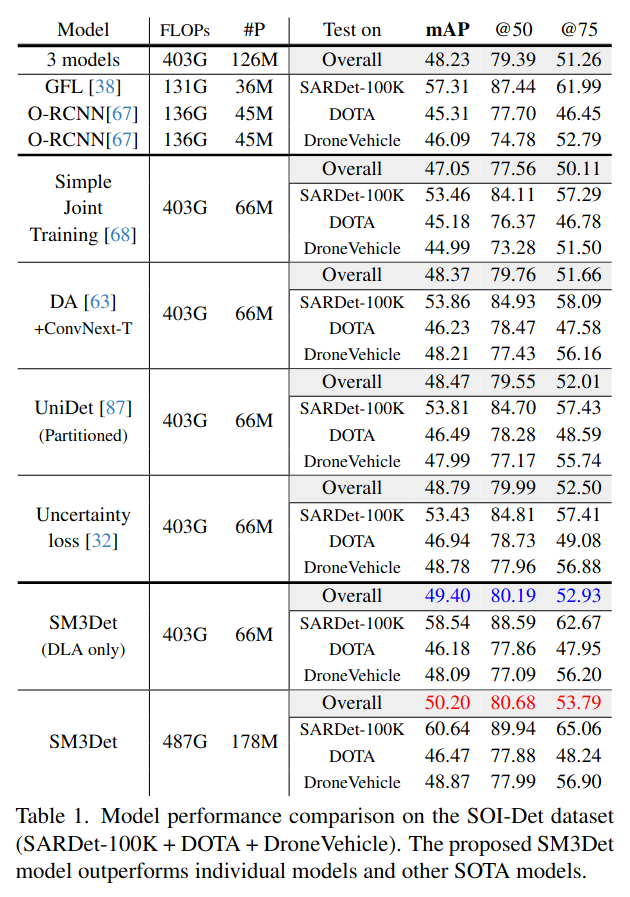 Model FLOPs #P Test on mAP @50 @75
3 models 403G 126M Overall 48.23 79.39 51.26
GFL [38] 131G 36M SARDet-100K 57.31 87.44 61.99
O-RCNN[67] 136G 45M DOTA 45.31 77.70 46.45
O-RCNN[67] 136G 45M DroneVehicle 46.09 74.78 52.79
Simple
Joint
Training [68]
403G 66M
Overall 47.05 77.56 50.11
SARDet-100K 53.46 84.11 57.29
DOTA 45.18 76.37 46.78
DroneVehicle 44.99 73.28 51.50
DA [63]
+ConvNext-T
403G 66M
Overall 48.37 79.76 51.66
SARDet-100K 53.86 84.93 58.09
DOTA 46.23 78.47 47.58
DroneVehicle 48.21 77.43 56.16
UniDet [87]
(Partitioned)
403G 66M
Overall 48.47 79.55 52.01
SARDet-100K 53.81 84.70 57.43
DOTA 46.49 78.28 48.59
DroneVehicle 47.99 77.17 55.74
Uncertainty
loss [32]
403G 66M
Overall 48.79 79.99 52.50
SARDet-100K 53.43 84.81 57.41
DOTA 46.94 78.73 49.08
DroneVehicle 48.78 77.96 56.88
SM3Det
(DLA only)
403G 66M
Overall 49.40 80.19 52.93
SARDet-100K 58.54 88.59 62.67
DOTA 46.18 77.86 47.95
DroneVehicle 48.09 77.09 56.20
SM3Det 487G 178M
Overall 50.20 80.68 53.79
SARDet-100K 60.64 89.94 65.06
DOTA 46.47 77.88 48.24
DroneVehicle 48.87 77.99 56.90
Table 1. Model performance comparison on the SOI-Det dataset
(SARDet-100K + DOTA + DroneVehicle). The proposed SM3Det
model outperforms individual models and other SOTA models.